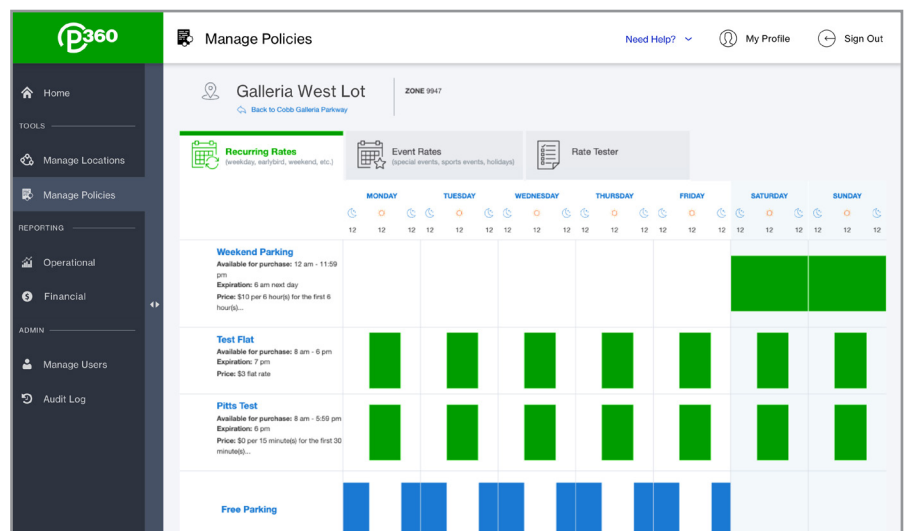 P360
Manage Policies
Need Help?
My Profile
Sign Out
Home
TOOLS
Manage Locations
Manage Policies
REPORTING
Operational
Financial
ADMIN
Manage Users
Audit Log
Galleria West Lot
Back to Cobb Galleria Parkway
ZONE 9947
Recurring Rates
(weekday, earlybird, weekend, etc.)
Event Rates
(special events, sports events, holidays)
Rate Tester
MONDAY TUESDAY WEDNESDAY THURSDAY FRIDAY SATURDAY SUNDAY
12 12 12 12 12 12 12 12 12 12 12 12 12 12 12 12 12 12 12 12 12
Weekend Parking
Available for purchase: 12 am - 11:59
pm
Expiration: 6 am next day
Price: $10 per 6 hour(s) for the first 6
hour(s)...
Test Flat
Available for purchase: 8 am - 6 pm
Expiration: 7 pm
Price: $3 flat rate
Pitts Test
Available for purchase: 8 am - 5:59 pm
Expiration: 6 pm
Price: $0 per 15 minute(s) for the first 30
minute(s)...
Free Parking